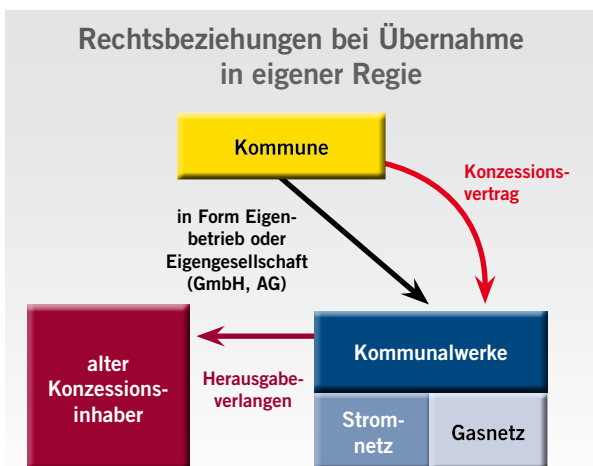 Rechtsbeziehungen bei Übernahme
in eigener Regie
Kommune
Konzessions-
vertrag
in Form Eigen-
betrieb oder
Eigengesellschaft
(GmbH, AG)
alter
Konzessions-
inhaber
Herausgabe-
verlangen
Kommunalwerke
Strom-
netz
Gasnetz